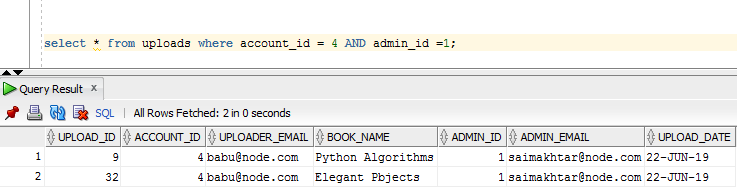 select * from uploads where account_id = 4 AND admin_id =1;
Query Result x
SQL | All Rows Fetched: 2 in 0 seconds
UPLOAD_ID ACCOUNT_ID UPLOADER_EMAIL BOOK_NAME ADMIN_ID ADMIN_EMAIL UPLOAD_DATE
1 9 4 babu@node.com Python Algorithms 1 saimakhtar@node.com 22-JUN-19
2 32 4 babu@node.com Elegant Pbjects 1 saimakhtar@node.com 22-JUN-19